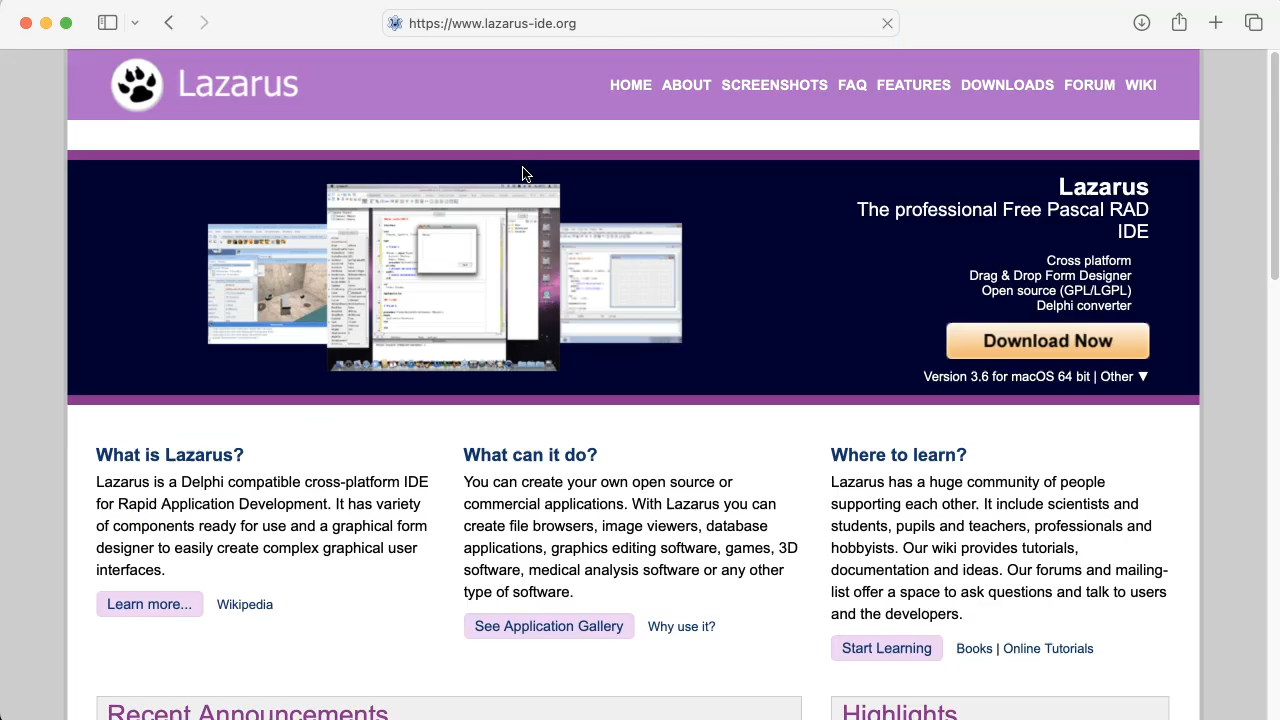 https://www.lazarus-ide.org
Lazarus
HOME ABOUT SCREENSHOTS FAQ FEATURES DOWNLOADS FORUM WIKI
Lazarus
The professional Free Pascal RAD
IDE
Cross platform
Drag & Drop Form Designer
Open source (GPL/LGPL)
Delphi converter
Download Now
Version 3.6 for macOS 64 bit | Other ▼
What is Lazarus?
Lazarus is a Delphi compatible cross-platform IDE
for Rapid Application Development. It has variety
of components ready for use and a graphical form
designer to easily create complex graphical user
interfaces.
Learn more... Wikipedia
What can it do?
You can create your own open source or
commercial applications. With Lazarus you can
create file browsers, image viewers, database
applications, graphics editing software, games, 3D
software, medical analysis software or any other
type of software.
See Application Gallery Why use it?
Where to learn?
Lazarus has a huge community of people
supporting each other. It include scientists and
students, pupils and teachers, professionals and
hobbyists. Our wiki provides tutorials,
documentation and ideas. Our forums and mailing-
list offer a space to ask questions and talk to users
and the developers.
Start Learning Books | Online Tutorials
Recent Announcements
Highlights